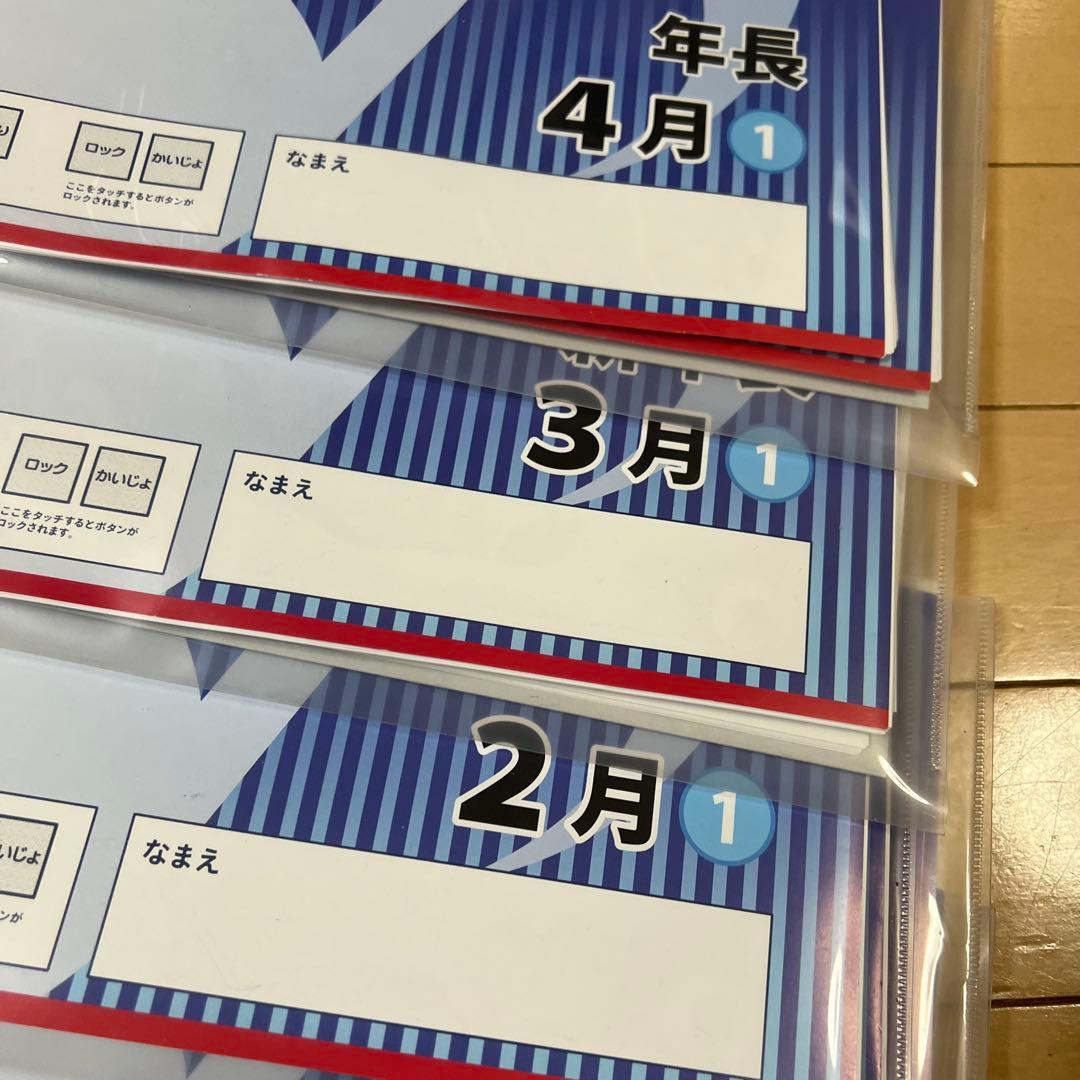 年長
4月 1
り
ロック かいじょ
ここをタッチするとボタンが
ロックされます。
なまえ
3月 1
ロック かいじょ
ここをタッチするとボタンが
ロックされます。
なまえ
2月 1
いじょ
ンが
なまえ